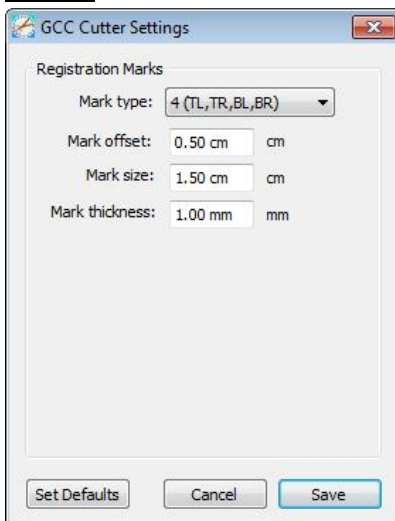 GCC Cutter Settings
Registration Marks
Mark type: 4 (TL,TR,BL,BR)
Mark offset: 0.50 cm cm
Mark size: 1.50 cm cm
Mark thickness: 1.00 mm mm
Set Defaults Cancel Save